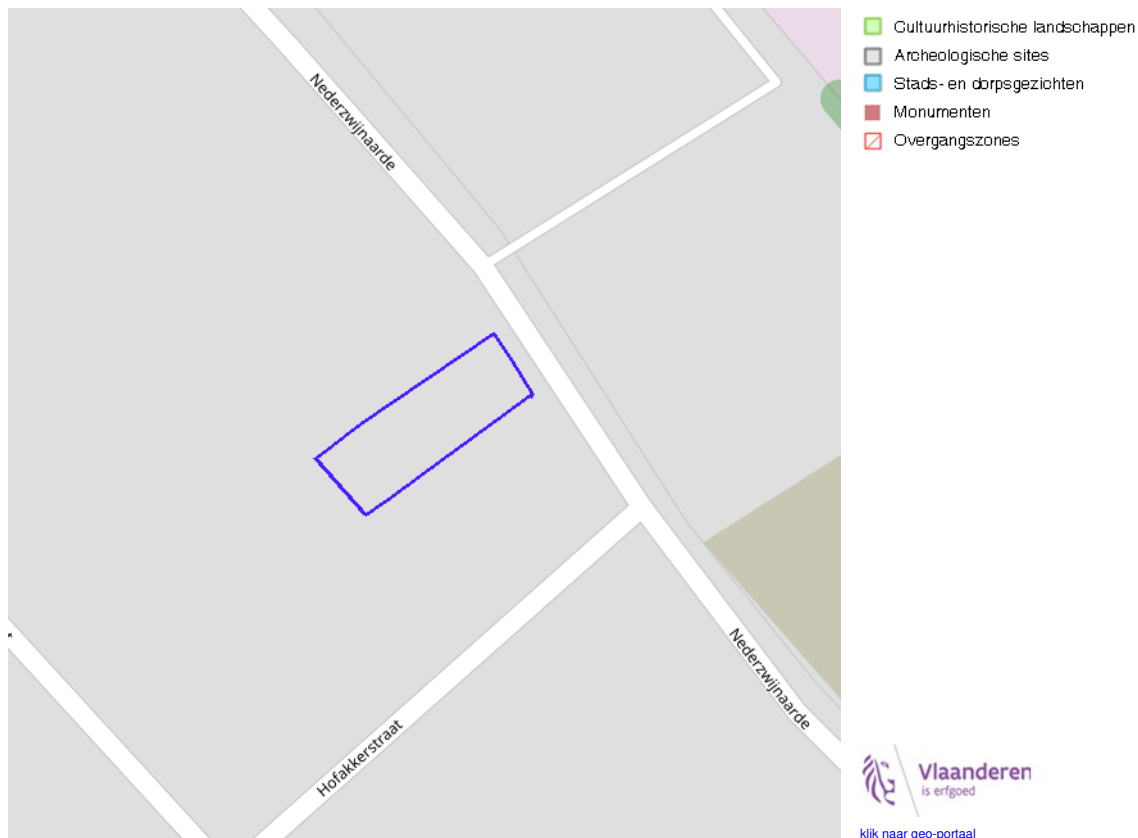 Nederzwijnaarde
Nederzwijnaarde
Hofakkerstraat
Cultuurhistorische landschappen
Archeologische sites
Stads- en dorpsgezichten
Monumenten
Overgangszones
Vlaanderen
is erfgoed
klik naar geo-portaal